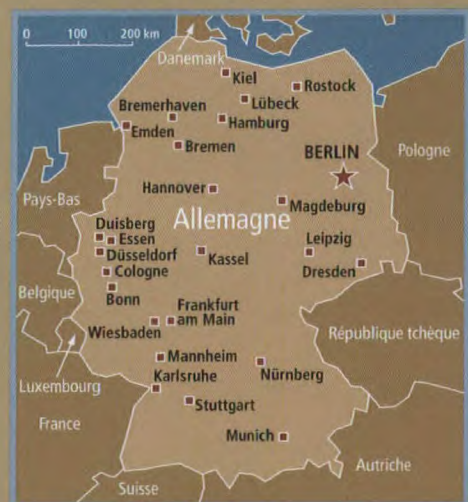 0 100 200 km
Danemark
Kiel
Rostock
Lübeck
Bremerhaven
Hamburg
Emden
Bremen
BERLIN
Pologne
Hannover
Pays-Bas
Magdeburg
Allemagne
Duisberg
Essen
Düsseldorf
Kassel
Leipzig
Cologne
Dresden
Belgique
Bonn
Frankfurt
am Main
Wiesbaden
République tchèque
Mannheim
Nürnberg
Luxembourg
Karlsruhe
Stuttgart
France
Munich
Autriche
Suisse